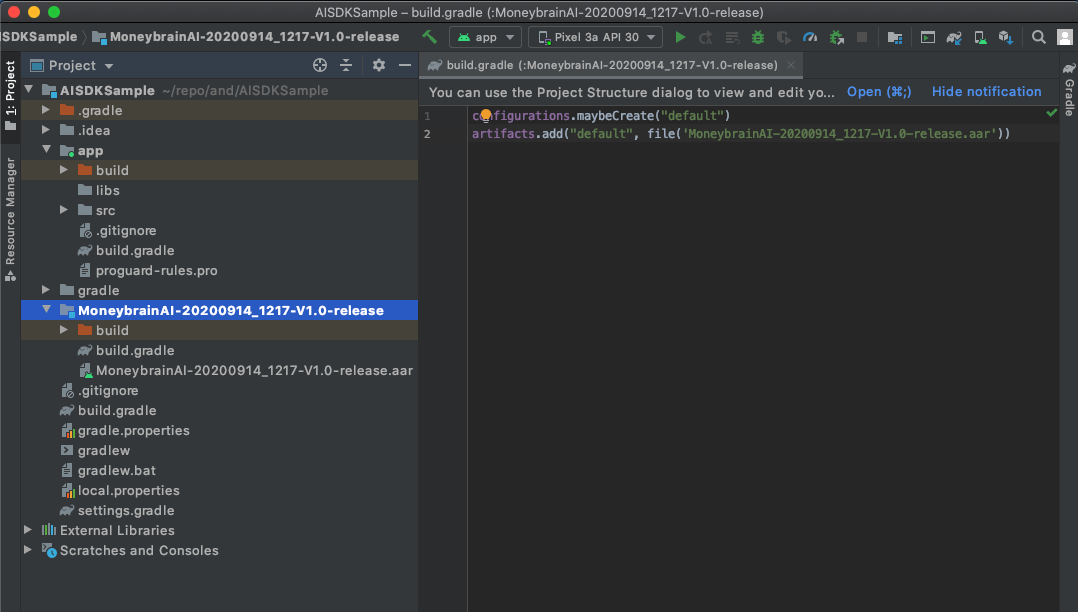 AISDKSample – build.gradle (:MoneybrainAI-20200914_1217-V1.0-release)
ISDKSample MoneybrainAI-20200914_1217-V1.0-release app Pixel 3a API 30
1: Project
Resource Manager
Project
AISDKSample ~/repo/and/AISDKSample
.gradle
.idea
app
build
libs
src
.gitignore
build.gradle
proguard-rules.pro
gradle
MoneybrainAI-20200914_1217-V1.0-release
build
build.gradle
MoneybrainAI-20200914_1217-V1.0-release.aar
.gitignore
build.gradle
gradle.properties
gradlew
gradlew.bat
local.properties
settings.gradle
External Libraries
Scratches and Consoles
build.gradle (:MoneybrainAI-20200914_1217-V1.0-release)
You can use the Project Structure dialog to view and edit yo... Open (⌘;) Hide notification
1 configurations.maybeCreate("default")
2 artifacts.add("default", file('MoneybrainAI-20200914_1217-V1.0-release.aar'))
Gradle